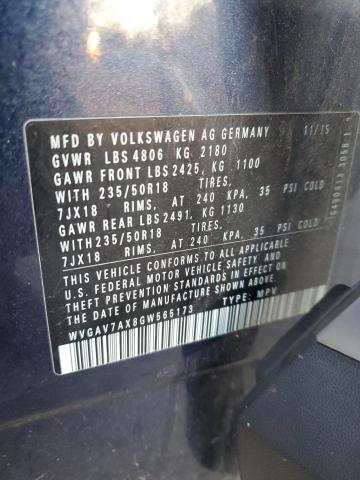 MFD BY VOLKSWAGEN AG GERMANY 11/15
GVWR LBS 4806 KG 2180
GAWR FRONT LBS 2425, KG 1100
WITH 235/50R18 TIRES,
7JX18 RIMS, AT 240 KPA, 35 PSI COLD
GAWR REAR LBS 2491, KG 1130
WITH 235/50R18 TIRES,
7JX18 RIMS, AT 240 KPA, 35 PSI COLD
THIS VEHICLE CONFORMS TO ALL APPLICABLE
U.S. FEDERAL MOTOR VEHICLE SAFETY AND
THEFT PREVENTION STANDARDS IN EFFECT ON
THE DATE OF MANUFACTURE SHOWN ABOVE.
WVGAV7AX8GW565173 TYPE: MPV